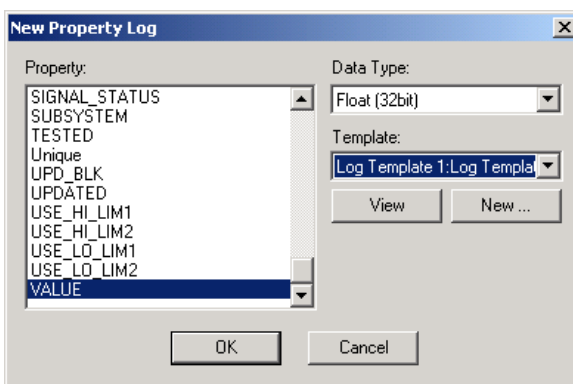 New Property Log
Property:
SIGNAL_STATUS
SUBSYSTEM
TESTED
Unique
UPD_BLK
UPDATED
USE_HI_LIM1
USE_HI_LIM2
USE_LO_LIM1
USE_LO_LIM2
VALUE
Data Type:
Float (32bit)
Template:
Log Template 1:Log Templat
View
New ...
OK
Cancel